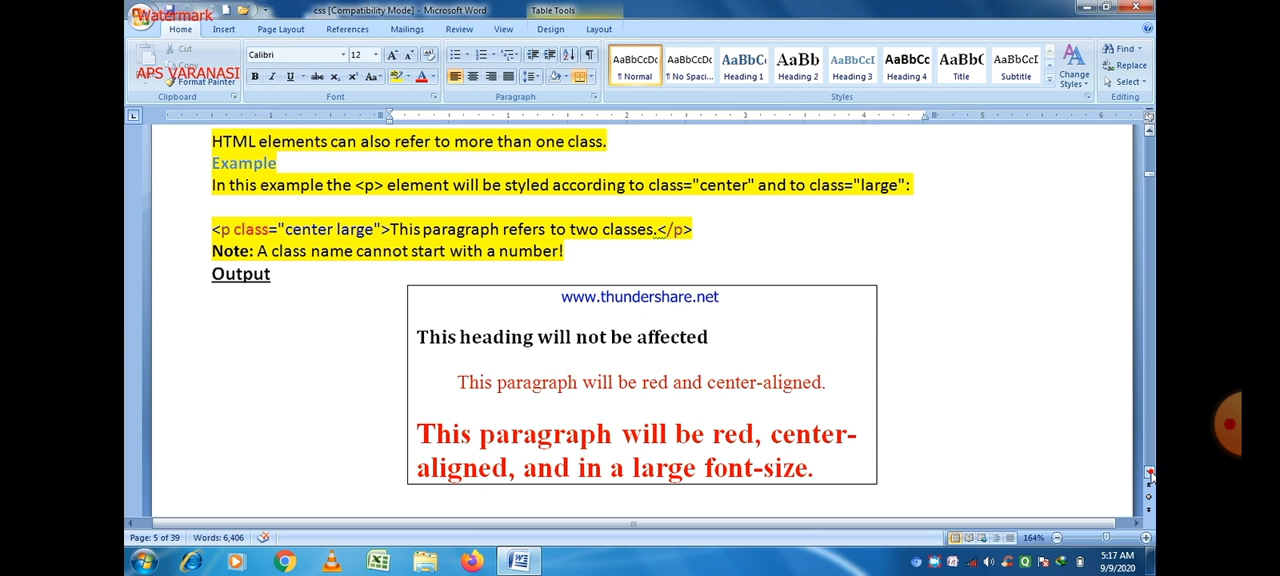 Watermark
css [Compatibility Mode] - Microsoft Word
Table Tools
Home Insert Page Layout References Mailings Review View Design Layout
Cut
Copy
APS VARANASI
Format Painter
Clipboard
Calibri 12
Font
Paragraph
AaBbCcDc AaBbCcDc AaBbC AaBb AaBbCcI AaBbCc AaBbC AaBbCcI
¶ Normal ¶ No Spaci... Heading 1 Heading 2 Heading 3 Heading 4 Title Subtitle
Change Styles
Styles
Find
Replace
Select
Editing
HTML elements can also refer to more than one class.
Example
In this example the <p> element will be styled according to class="center" and to class="large":
<p class="center large">This paragraph refers to two classes.</p>
Note: A class name cannot start with a number!
Output
www.thundershare.net
This heading will not be affected
This paragraph will be red and center-aligned.
This paragraph will be red, center-
aligned, and in a large font-size.
Page: 5 of 39 Words: 6,406 164%
5:17 AM
9/9/2020